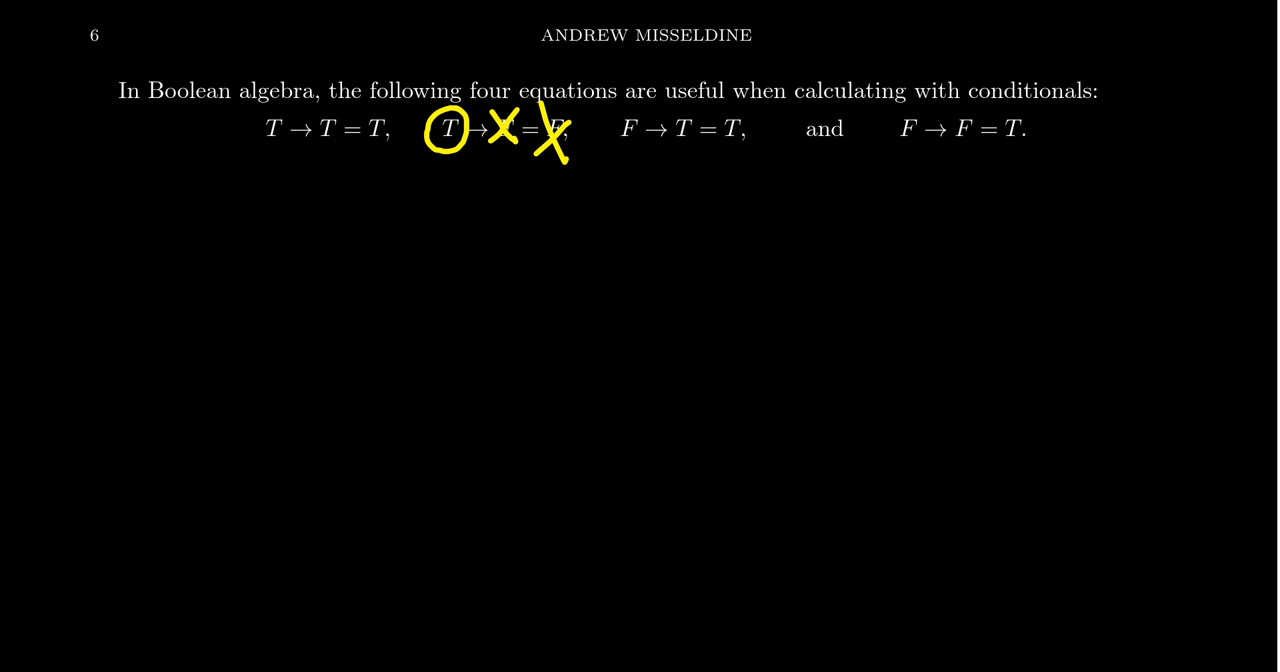 6 ANDREW MISSELDINE
In Boolean algebra, the following four equations are useful when calculating with conditionals:
T → T = T, T → F = F, F → T = T, and F → F = T.